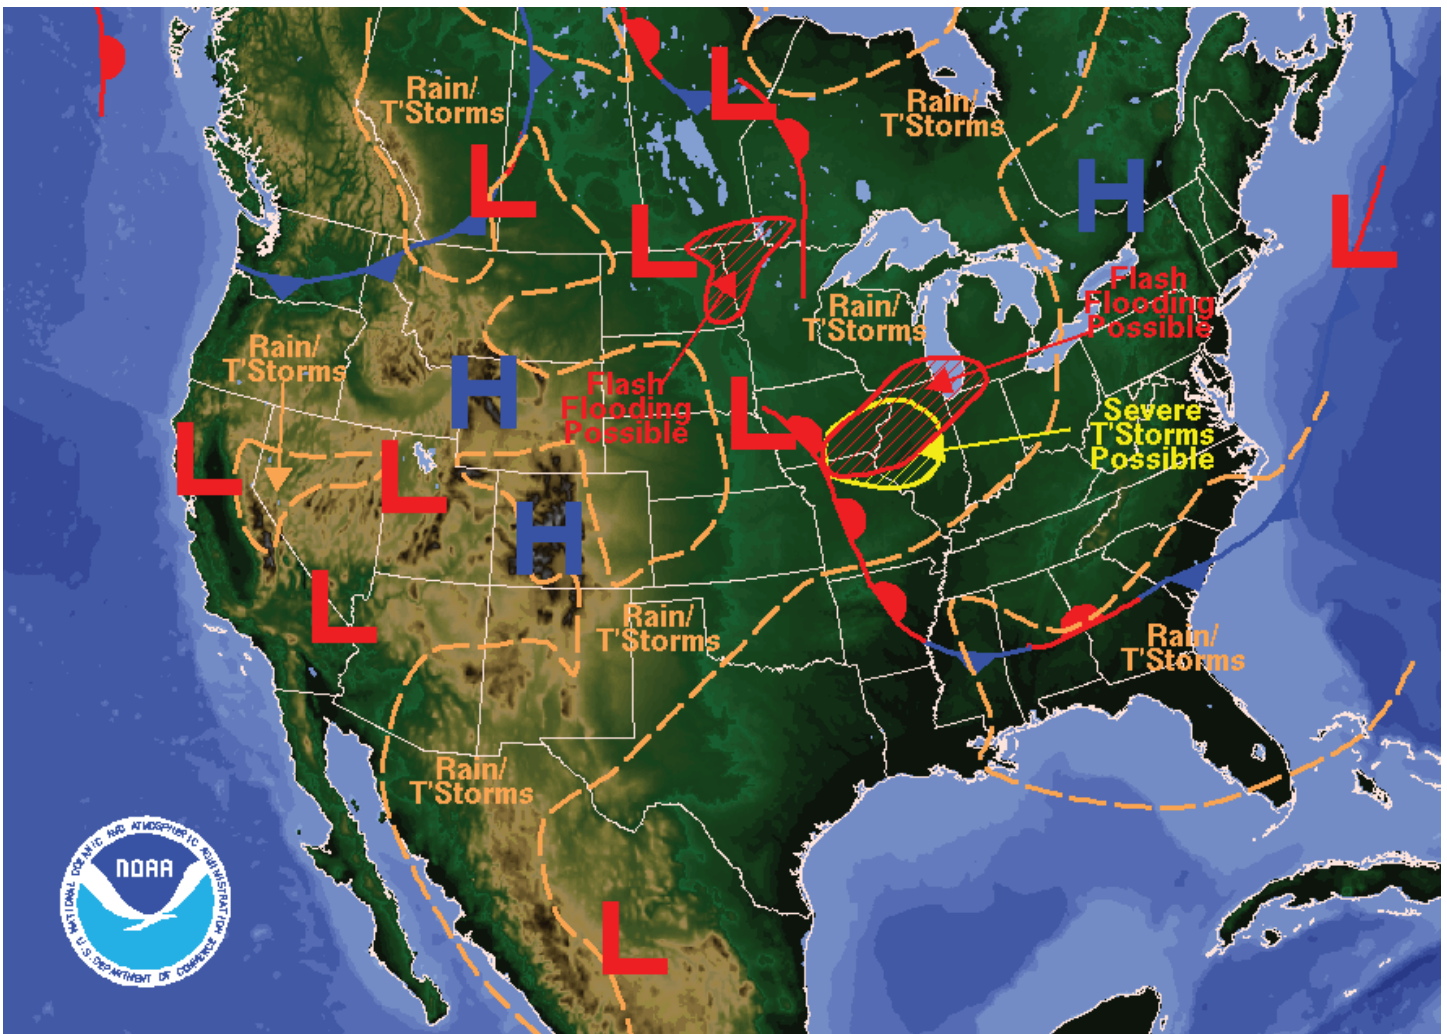 Rain/
T'Storms
Rain/
T'Storms
L
L
H
L
L
Flash
Flooding
Possible
Rain/
T'Storms
Rain/
T'Storms
H
Flash
Flooding
Possible
L
Severe
T'Storms
Possible
L
L
H
L
Rain/
T'Storms
Rain/
T'Storms
Rain/
T'Storms
L
NOAA
NATIONAL OCEANIC AND ATMOSPHERIC ADMINISTRATION
U.S. DEPARTMENT OF COMMERCE